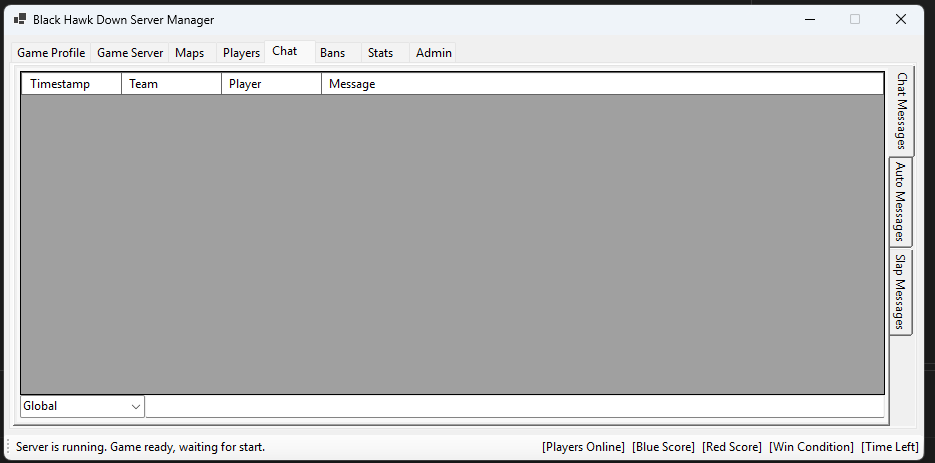 Black Hawk Down Server Manager
Game Profile Game Server Maps Players Chat Bans Stats Admin
Timestamp Team Player Message
Chat Messages
Auto Messages
Slap Messages
Global
Server is running. Game ready, waiting for start. [Players Online] [Blue Score] [Red Score] [Win Condition] [Time Left]